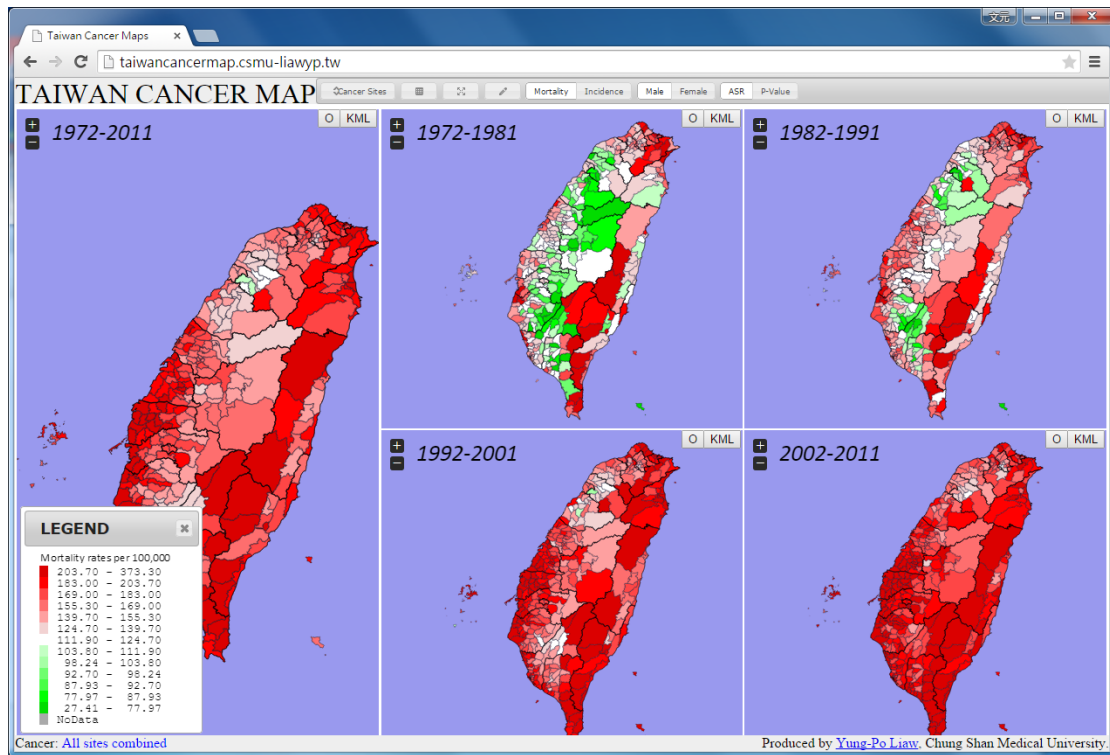 文元
Taiwan Cancer Maps
taiwancancermap.csmu-liawyp.tw
TAIWAN CANCER MAP
Cancer Sites
Mortality Incidence
Male Female
ASR P-Value
1972-2011
O KML
1972-1981
O KML
1982-1991
O KML
1992-2001
O KML
2002-2011
O KML
LEGEND
Mortality rates per 100,000
203.70 - 373.30
183.00 - 203.70
169.00 - 183.00
155.30 - 169.00
139.70 - 155.30
124.70 - 139.70
111.90 - 124.70
103.80 - 111.90
98.24 - 103.80
92.70 - 98.24
87.93 - 92.70
77.97 - 87.93
27.41 - 77.97
NoData
Cancer: All sites combined
Produced by Yung-Po Liaw, Chung Shan Medical University.